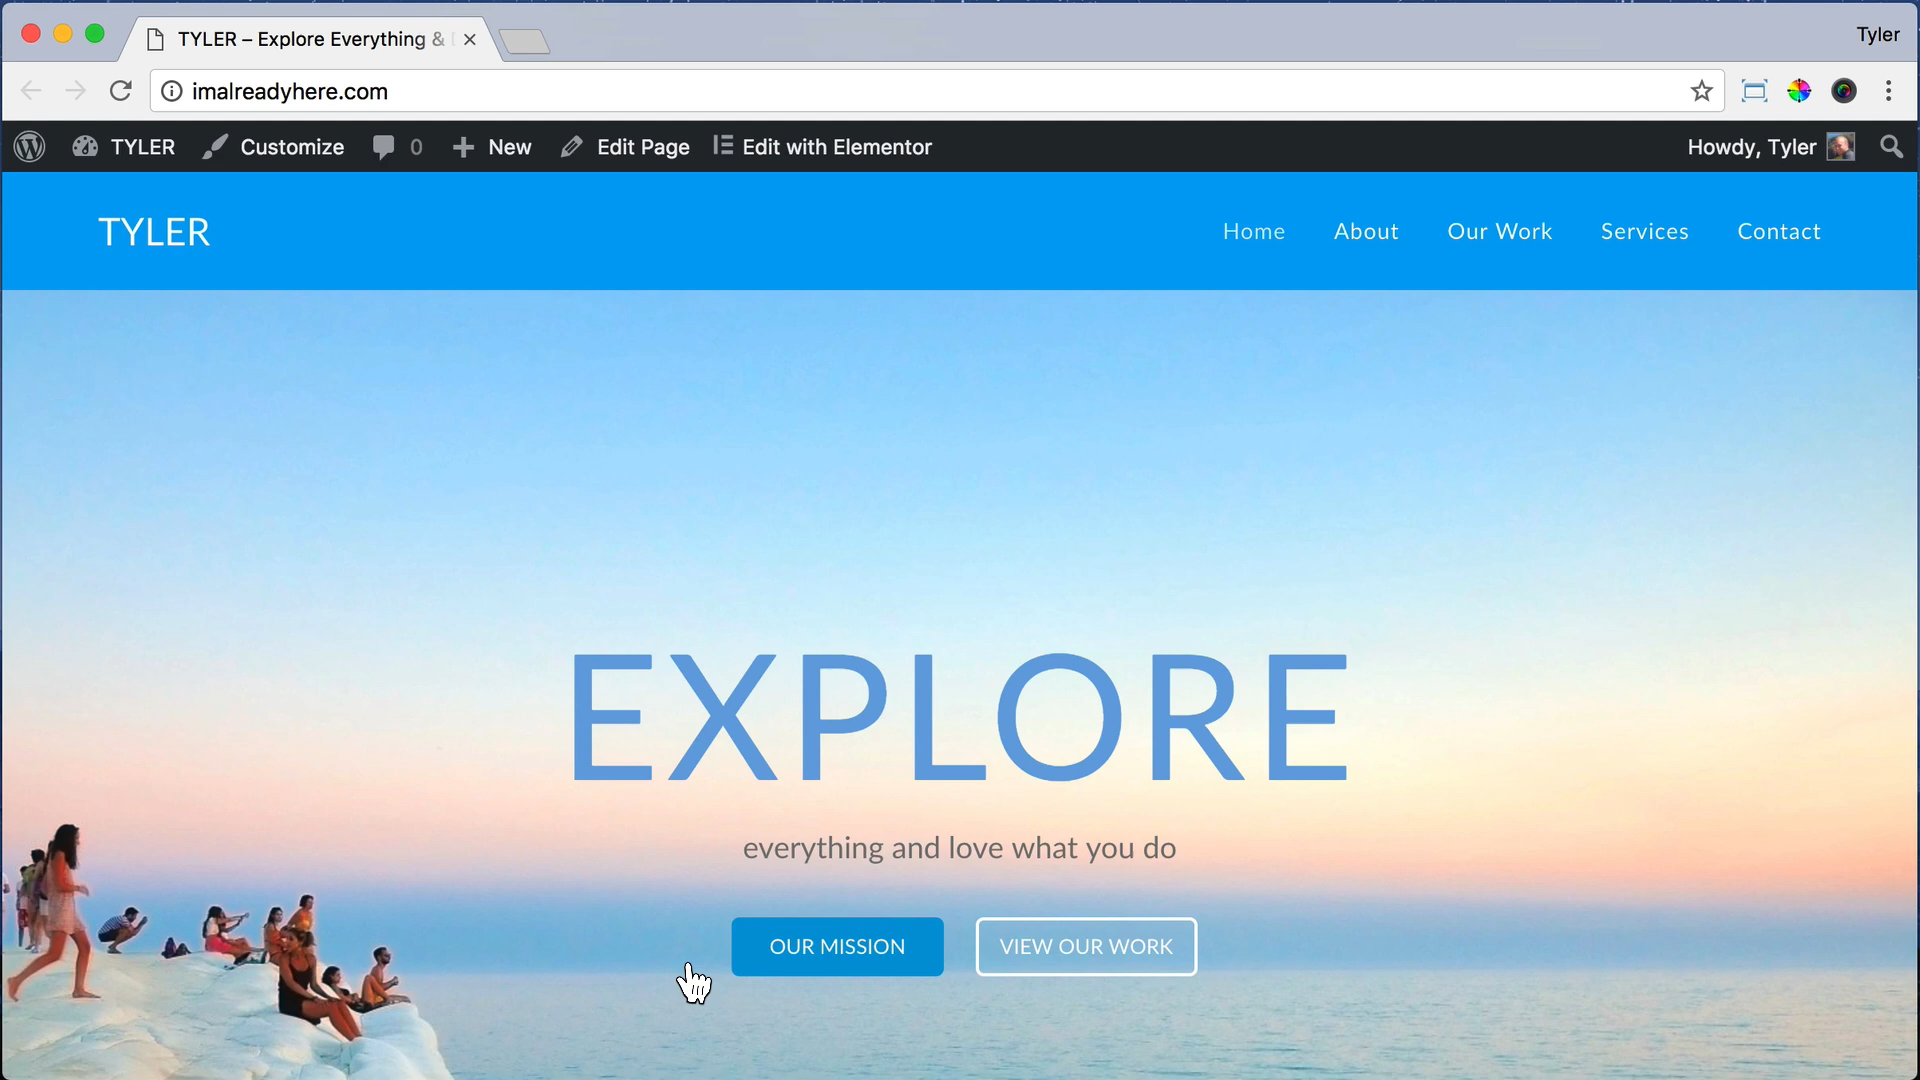 TYLER – Explore Everything &
Tyler
imalreadyhere.com
TYLER Customize 0 New Edit Page Edit with Elementor Howdy, Tyler
TYLER Home About Our Work Services Contact
EXPLORE
everything and love what you do
OUR MISSION VIEW OUR WORK